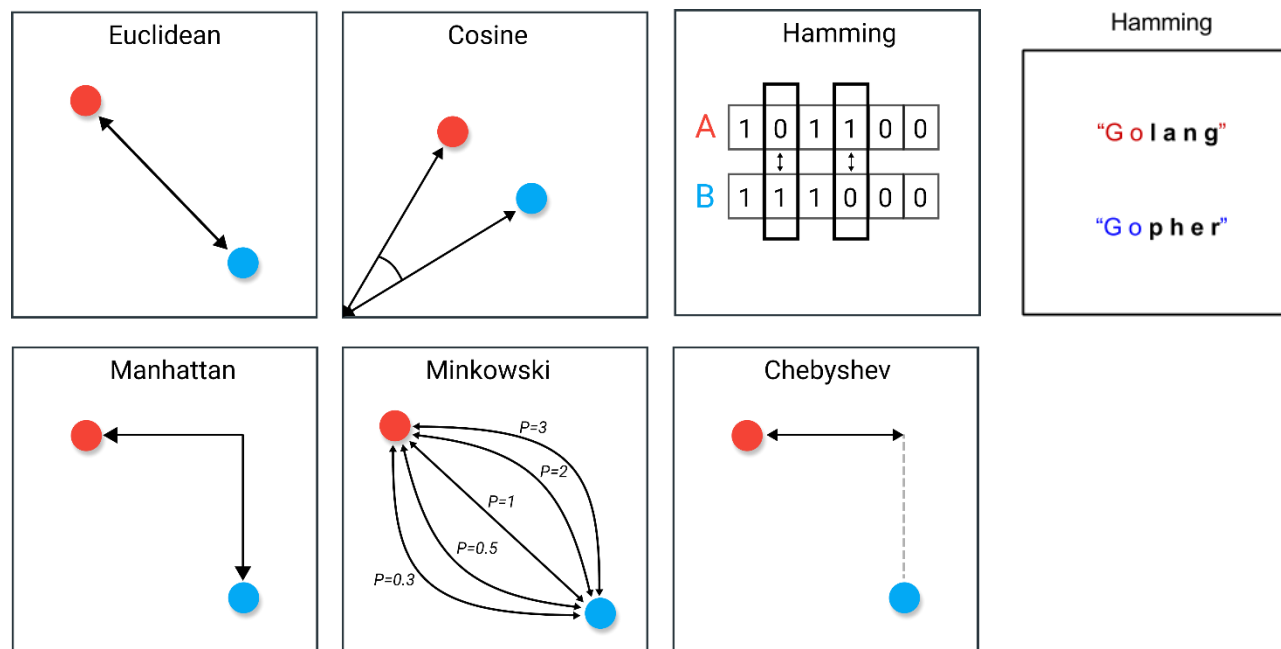 Euclidean
Cosine
Hamming
A 1 0 1 1 0 0
B 1 1 1 0 0 0
Hamming
“Golang”
“Gopher”
Manhattan
Minkowski
P=3
P=2
P=1
P=0.5
P=0.3
Chebyshev